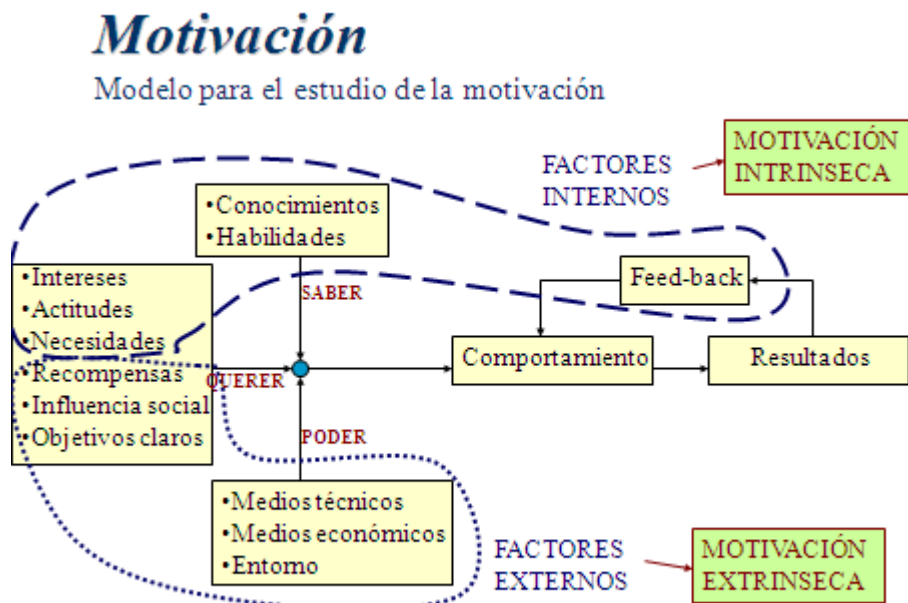 Motivación
Modelo para el estudio de la motivación
FACTORES
INTERNOS
MOTIVACIÓN
INTRINSECA
•Conocimientos
•Habilidades
•Intereses
•Actitudes
•Necesidades
•Recompensas
•Influencia social
•Objetivos claros
SABER
QUERER
PODER
Feed-back
Comportamiento
Resultados
•Medios técnicos
•Medios económicos
•Entorno
FACTORES
EXTERNOS
MOTIVACIÓN
EXTRINSECA